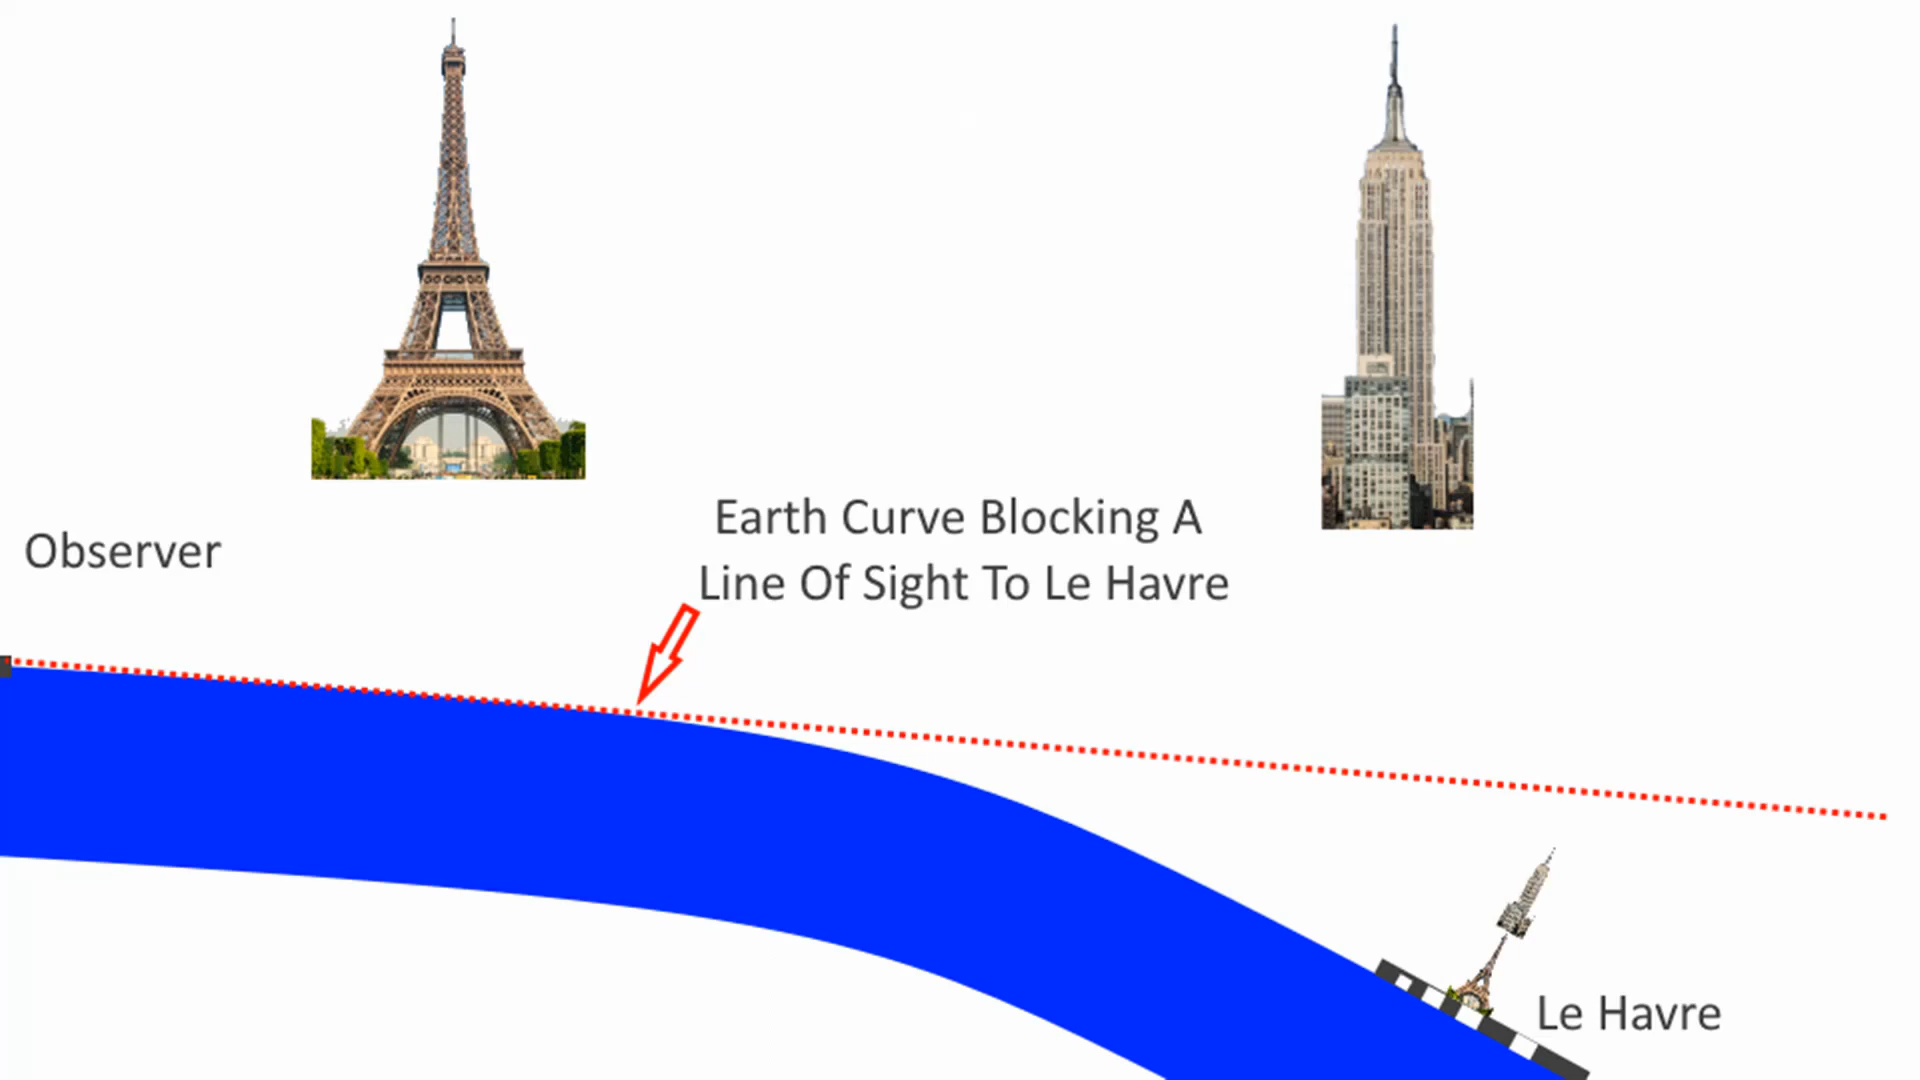 Observer
Earth Curve Blocking A
Line Of Sight To Le Havre
Le Havre